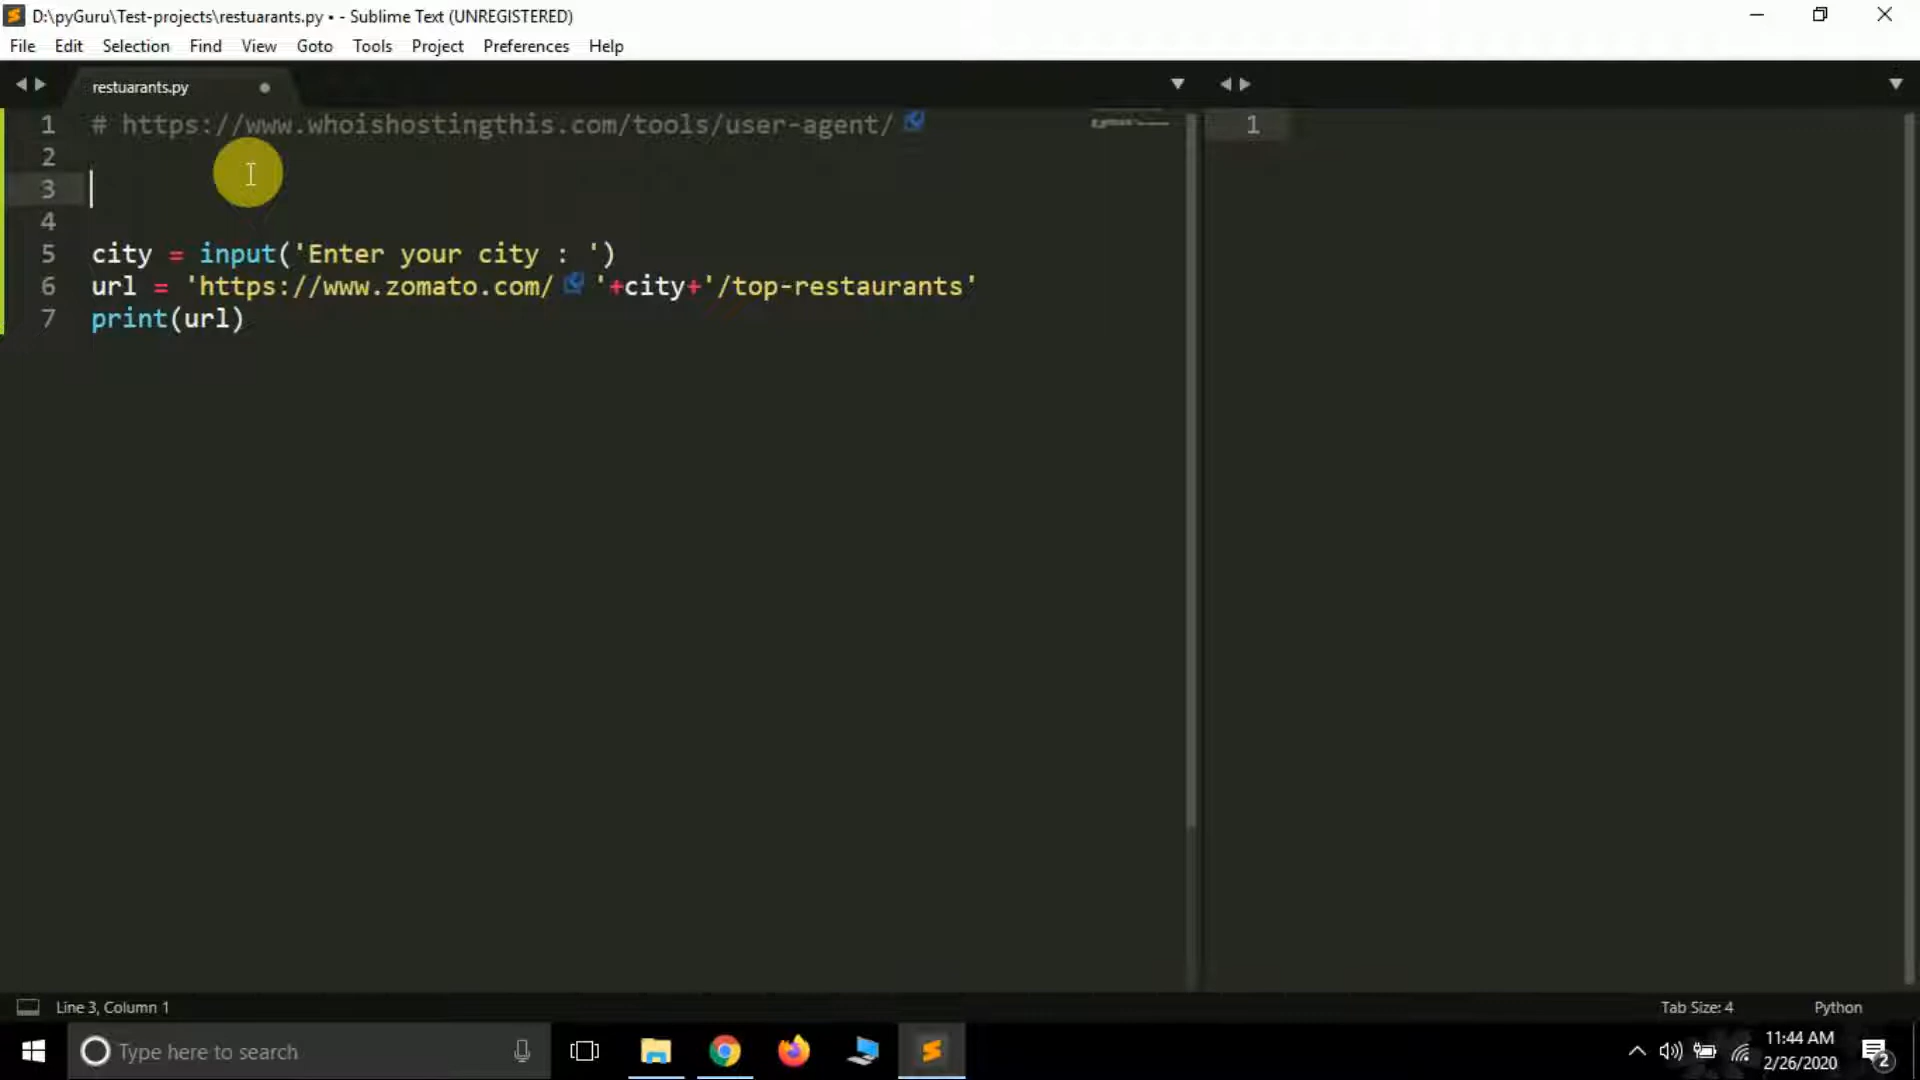 D:\pyGuru\Test-projects\restuarants.py • - Sublime Text (UNREGISTERED)
File Edit Selection Find View Goto Tools Project Preferences Help
restuarants.py
1 # https://www.whoishostingthis.com/tools/user-agent/
2
3
4
5 city = input('Enter your city : ')
6 url = 'https://www.zomato.com/ '+city+'/top-restaurants'
7 print(url)
1
Line 3, Column 1
Tab Size: 4
Python
Type here to search
11:44 AM
2/26/2020
2